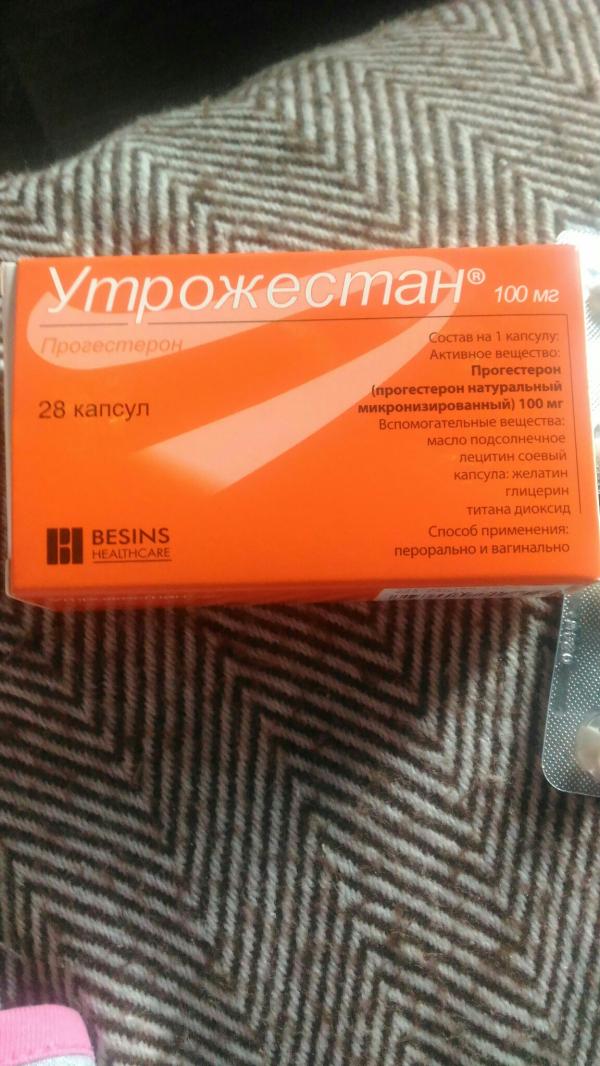 Утрожестан® 100 мг
Прогестерон
28 капсул
Состав на 1 капсулу:
Активное вещество:
Прогестерон
(прогестерон натуральный
микронизированный) 100 мг
Вспомогательные вещества:
масло подсолнечное
лецитин соевый
капсула: желатин
глицерин
титана диоксид
Способ применения:
перорально и вагинально
BESINS
HEALTHCARE